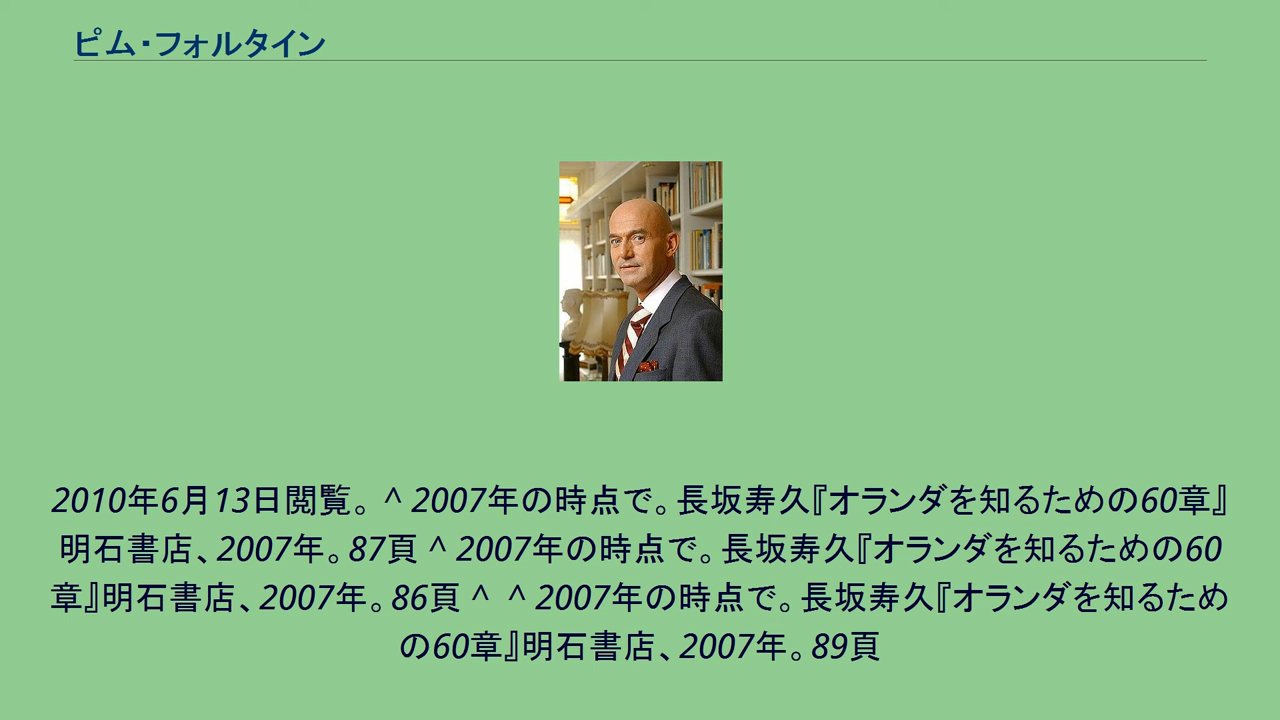 ピム・フォルタイン
2010年6月13日閲覧。 ^ 2007年の時点で。長坂寿久『オランダを知るための60章』
明石書店、2007年。87頁 ^ 2007年の時点で。長坂寿久『オランダを知るための60
章』明石書店、2007年。86頁 ^ ^ 2007年の時点で。長坂寿久『オランダを知るため
の60章』明石書店、2007年。89頁